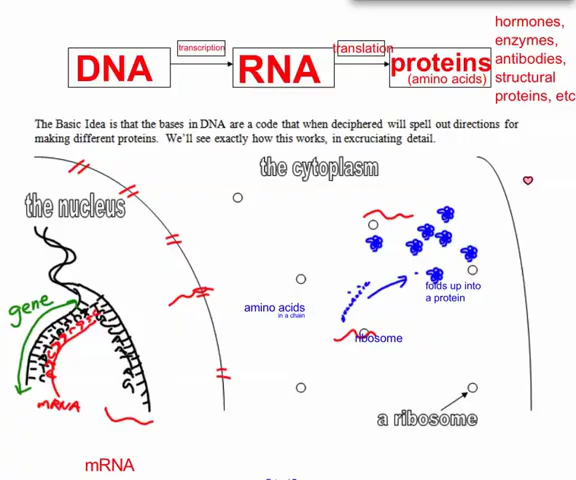 hormones,
enzymes,
antibodies,
structural
proteins, etc
DNA
transcription
RNA
translation
proteins
(amino acids)
The Basic Idea is that the bases in DNA are a code that when deciphered will spell out directions for
making different proteins. We'll see exactly how this works, in excruciating detail.
the cytoplasm
the nucleus
gene
amino acids
in a chain
folds up into
a protein
ribosome
mRNA
a ribosome
mRNA